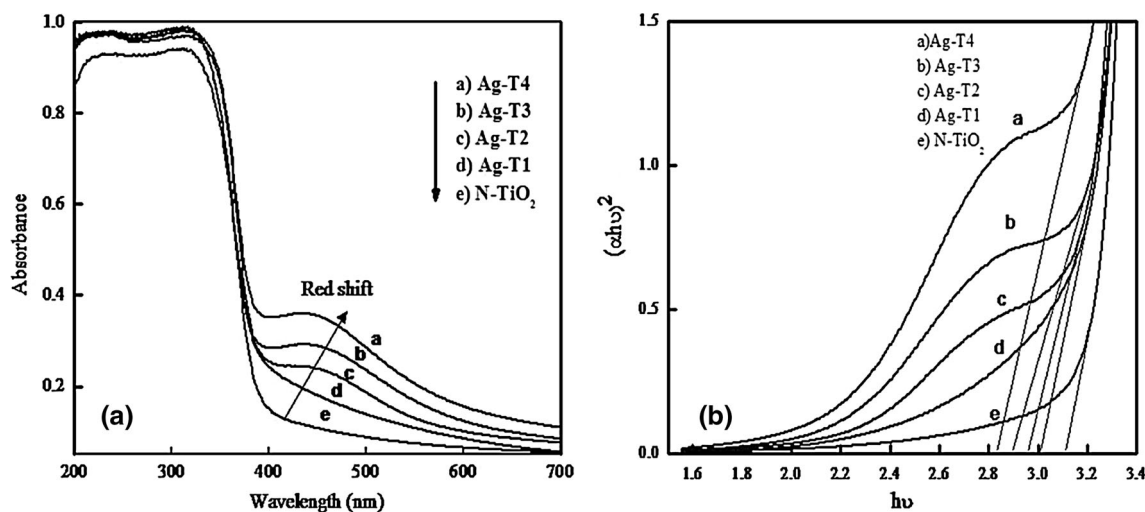 1.0
0.8
0.6
0.4
0.2
200 300 400 500 600 700
Absorbance
Wavelength (nm)
a) Ag-T4
b) Ag-T3
c) Ag-T2
d) Ag-T1
e) N-TiO₂
Red shift
a
b
c
d
e
(a)
1.5
1.0
0.5
0.0
1.6 1.8 2.0 2.2 2.4 2.6 2.8 3.0 3.2 3.4
(αhυ)²
hυ
a)Ag-T4
b) Ag-T3
c) Ag-T2
d) Ag-T1
e) N-TiO₂
a
b
c
d
e
(b)